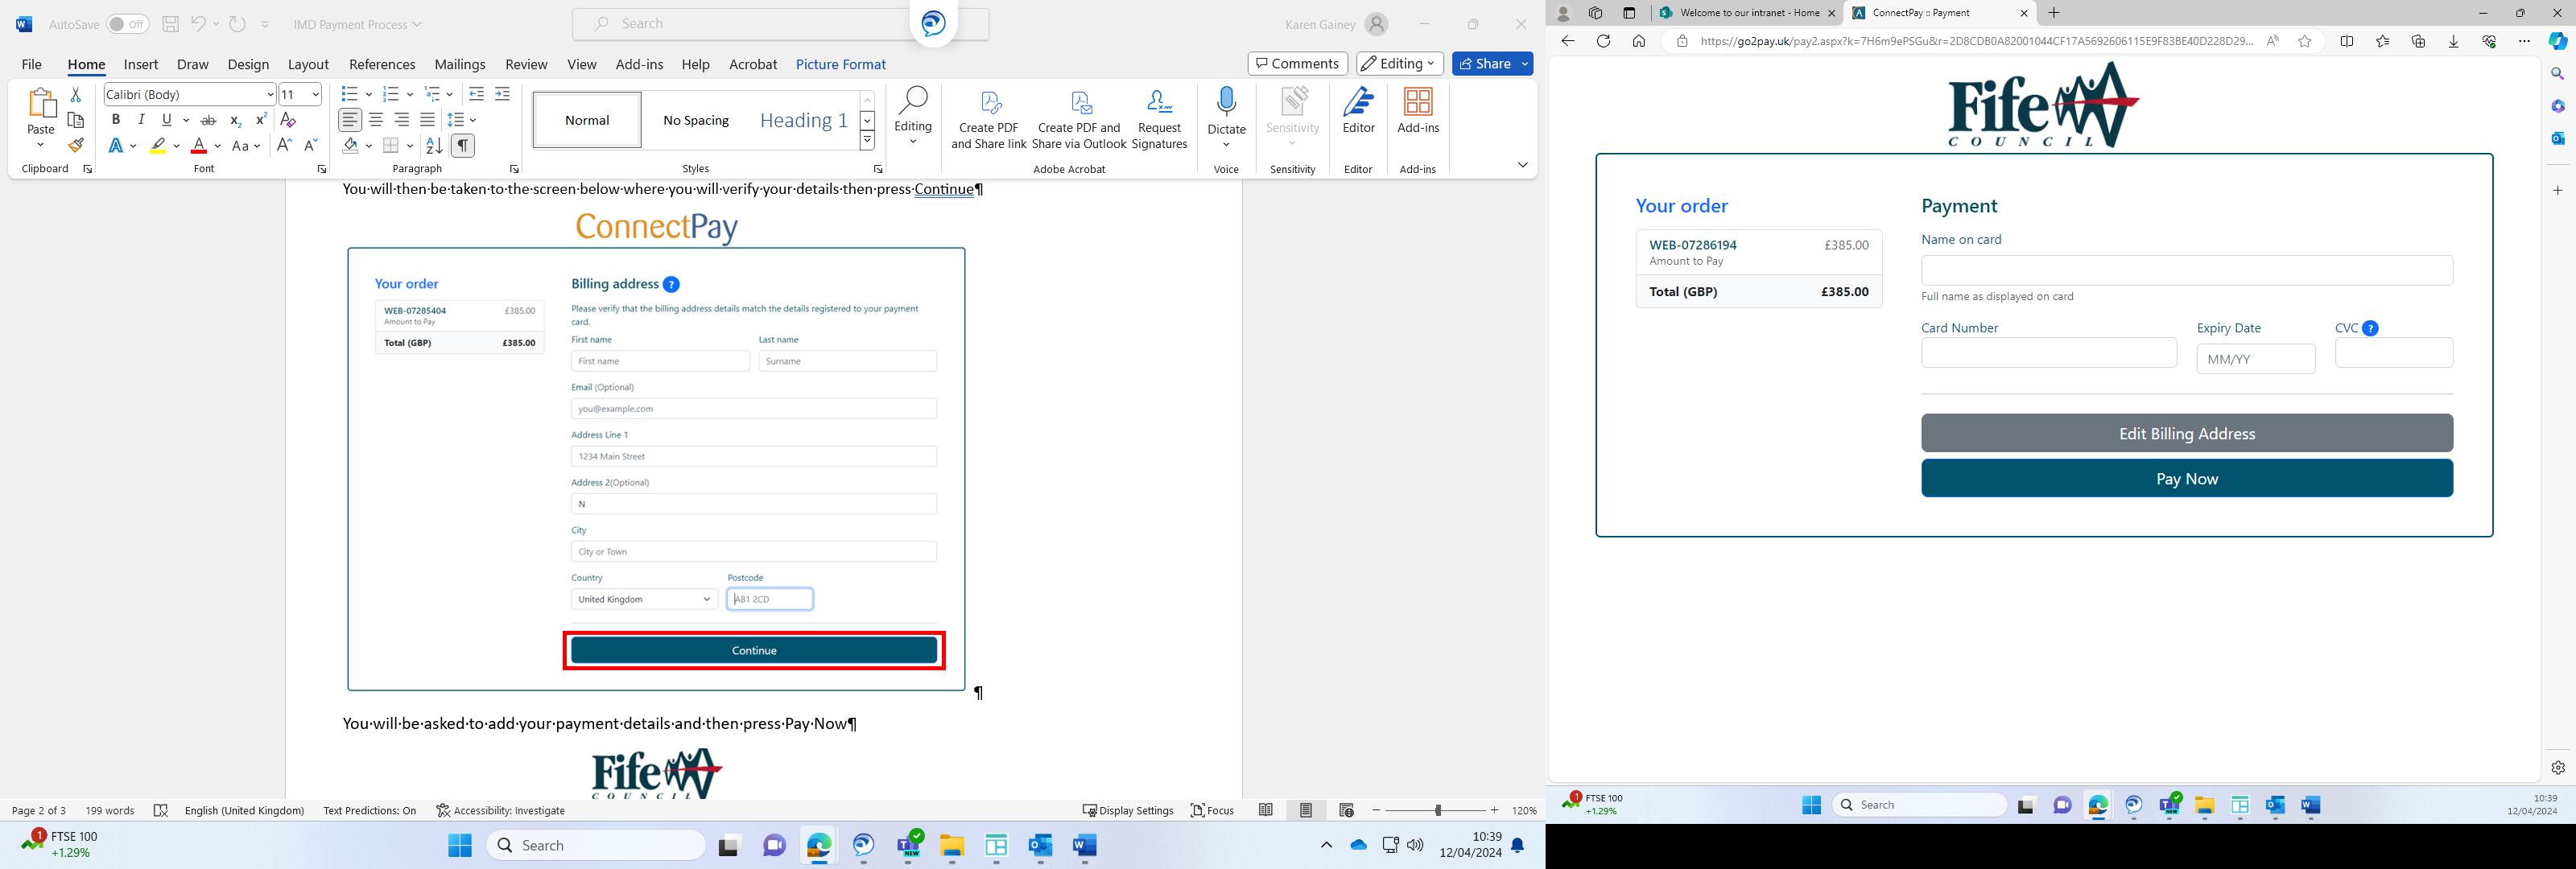 AutoSave Off IMD Payment Process Search Karen Gainey
File Home Insert Draw Design Layout References Mailings Review View Add-ins Help Acrobat Picture Format Comments Editing Share
Calibri (Body) 11
Paste
Clipboard
B I U ab x₂ x²
A A Aa A A
Font
Paragraph
Normal No Spacing Heading 1
Styles
Editing
Create PDF and Share link
Create PDF and Share via Outlook
Request Signatures
Adobe Acrobat
Dictate
Voice
Sensitivity
Sensitivity
Editor
Editor
Add-ins
Add-ins
You·will·then·be·taken·to·the·screen·below·where·you·will·verify·your·details·then·press·Continue¶
ConnectPay
Your order
WEB-07285404 £385.00
Amount to Pay
Total (GBP) £385.00
Billing address ?
Please verify that the billing address details match the details registered to your payment
card.
First name Last name
First name Surname
Email (Optional)
you@example.com
Address Line 1
1234 Main Street
Address 2(Optional)
N
City
City or Town
Country Postcode
United Kingdom AB1 2CD
Continue
¶
You·will·be·asked·to·add·your·payment·details·and·then·press·Pay·Now¶
Fife
COUNCIL
Page 2 of 3 199 words English (United Kingdom) Text Predictions: On Accessibility: Investigate Display Settings Focus 120%
1 FTSE 100
+1.29%
Search
NEW
10:39
12/04/2024
Welcome to our intranet - Home ConnectPay :: Payment
https://go2pay.uk/pay2.aspx?k=7H6m9ePSGu&r=2D8CDB0A82001044CF17A5692606115E9F83BE40D228D29...
Fife
COUNCIL
Your order
WEB-07286194 £385.00
Amount to Pay
Total (GBP) £385.00
Payment
Name on card
Full name as displayed on card
Card Number Expiry Date CVC ?
MM/YY
Edit Billing Address
Pay Now
1 FTSE 100
+1.29%
Search
10:39
12/04/2024